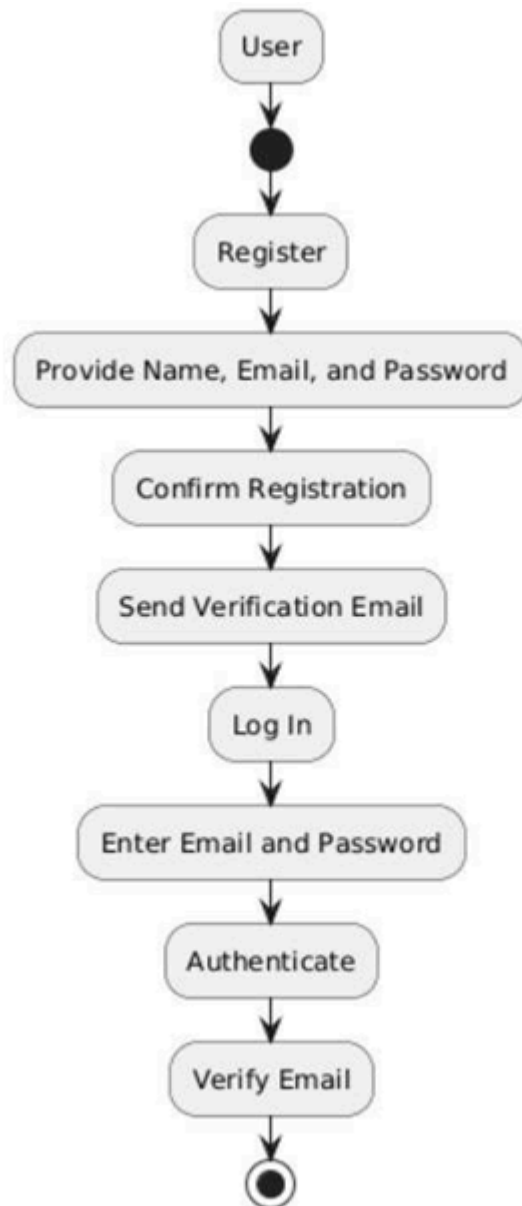 User
Register
Provide Name, Email, and Password
Confirm Registration
Send Verification Email
Log In
Enter Email and Password
Authenticate
Verify Email